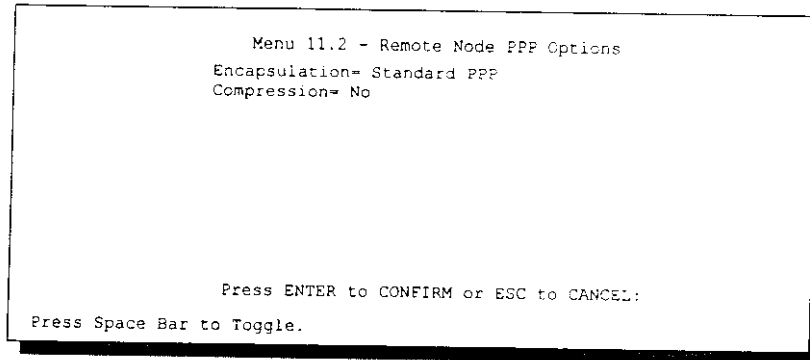 Menu 11.2 - Remote Node PPP Options
Encapsulation= Standard PPP
Compression= No
Press ENTER to CONFIRM or ESC to CANCEL:
Press Space Bar to Toggle.